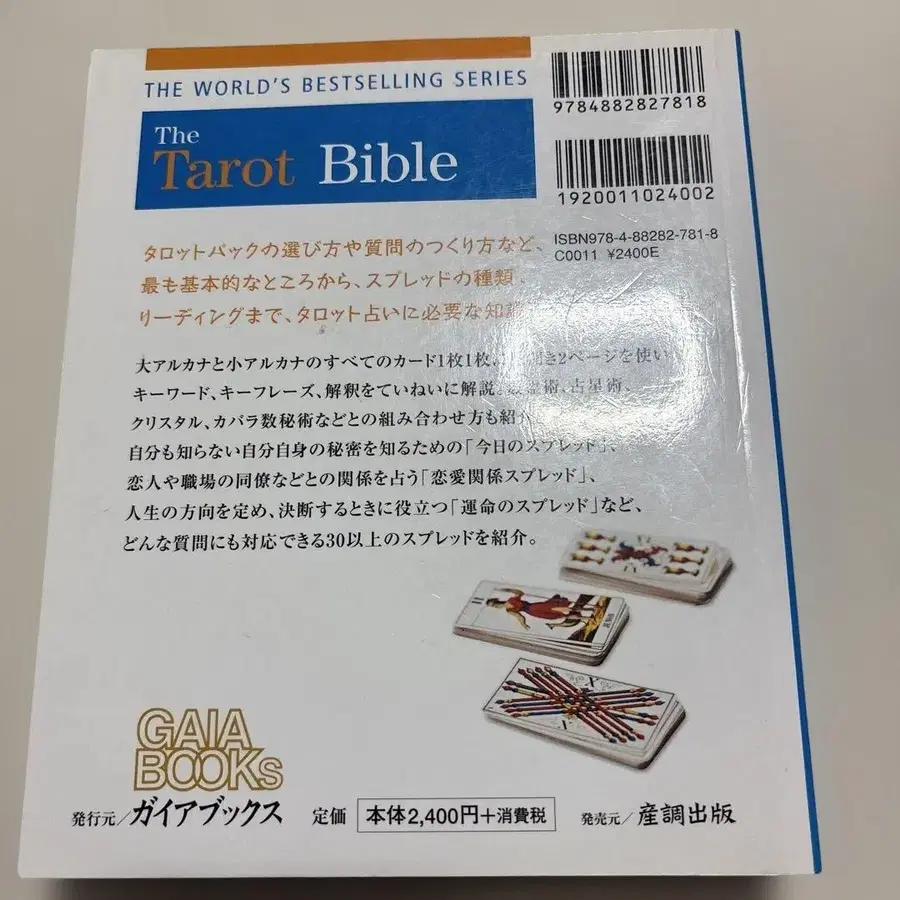 THE WORLD'S BESTSELLING SERIES
The
Tarot Bible
9784882827818
1920011024002
ISBN978-4-88282-781-8
C0011 ¥2400E
タロットパックの選び方や質問のつくり方など、
最も基本的なところから、スプレッドの種類、
リーディングまで、タロット占いに必要な知識
大アルカナと小アルカナのすべてのカード1枚1枚、 開き2ページを使い
キーワード、キーフレーズ、解釈をていねいに解説。 術、占星術、
クリスタル、カバラ数秘術などとの組み合わせ方も紹介
自分も知らない自分自身の秘密を知るための「今日のスプレッド」、
恋人や職場の同僚などとの関係を占う「恋愛関係スプレッド」、
人生の方向を定め、決断するときに役立つ「運命のスプレッド」など、
どんな質問にも対応できる30以上のスプレッドを紹介。
GAIA
BOOKs
発行元/ガイアブックス 定価 本体2,400円+消費税 発売元/産調出版